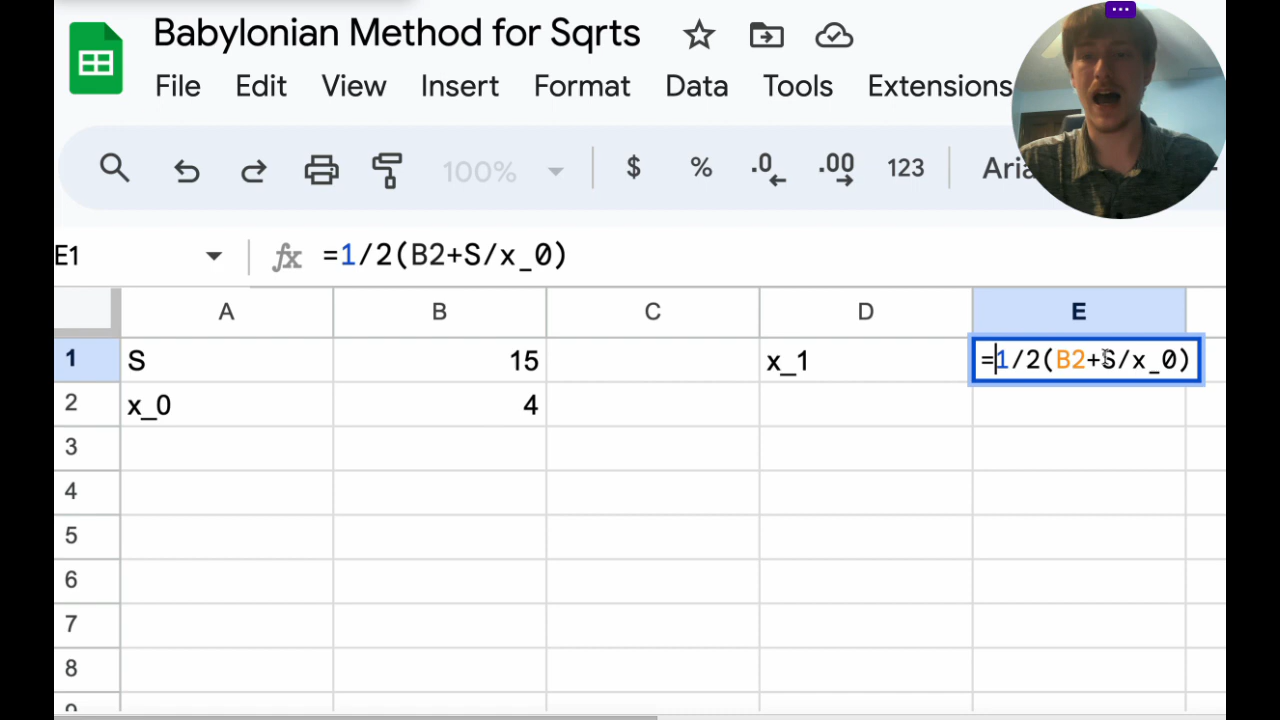 Babylonian Method for Sqrts
File Edit View Insert Format Data Tools Extensions
100% $ % .0 .00 123
E1 fx =1/2(B2+S/x_0)
A B C D E
1 S 15 x_1 =1/2(B2+S/x_0)
2 x_0 4
3
4
5
6
7
8